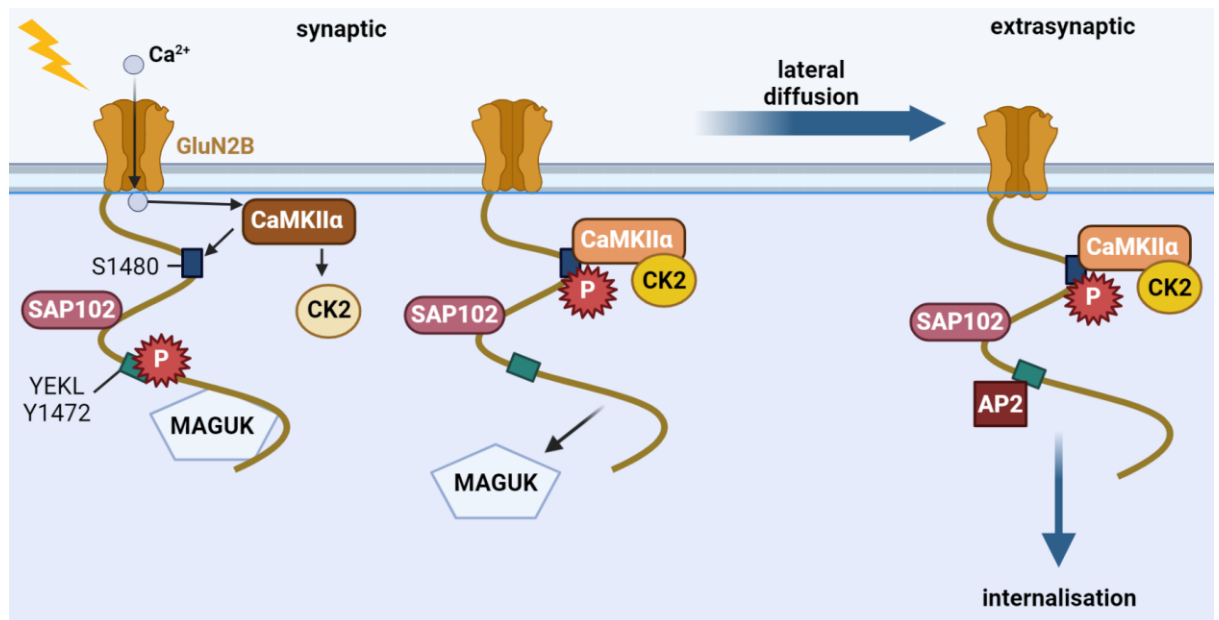 synaptic
extrasynaptic
Ca²⁺
lateral
diffusion
GluN2B
CaMKIIα
CaMKIIα
CaMKIIα
S1480
CK2
P
CK2
P
CK2
SAP102
SAP102
SAP102
P
YEKL
Y1472
AP2
MAGUK
MAGUK
internalisation